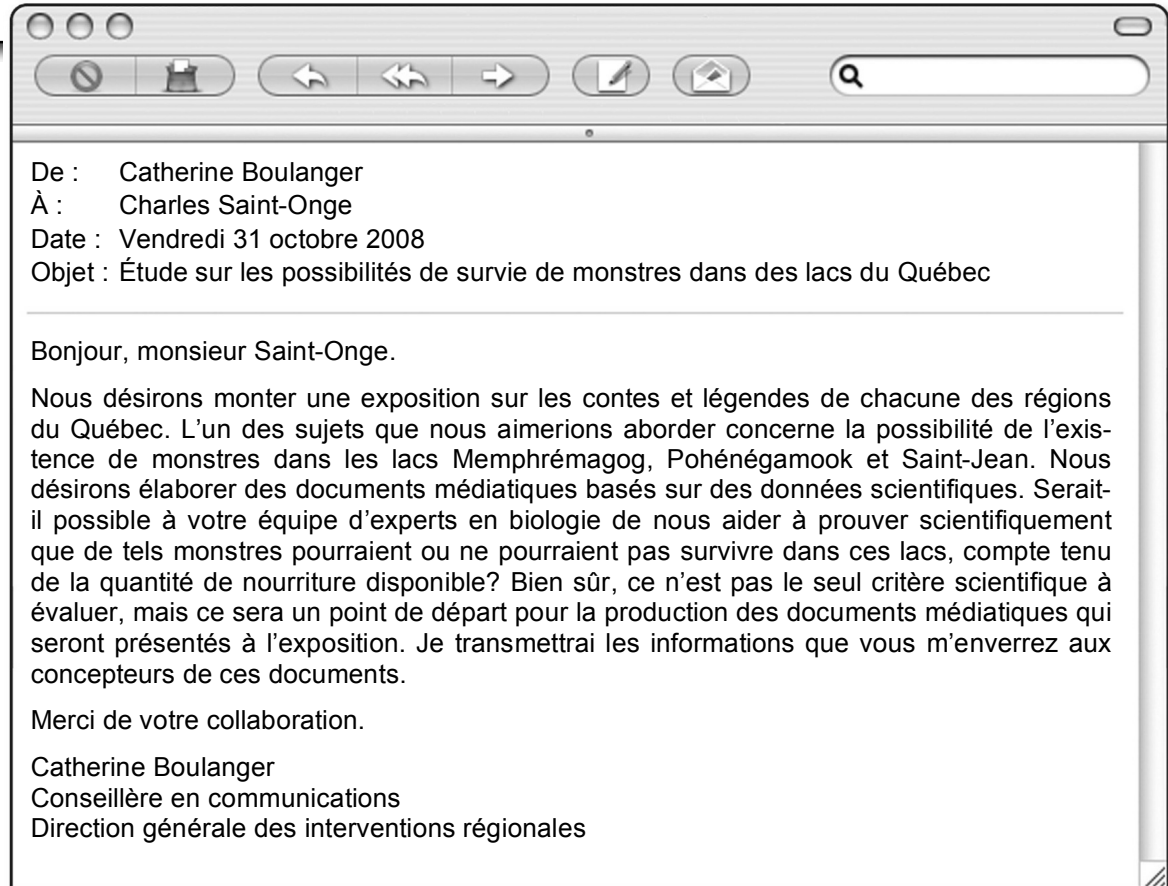 De : Catherine Boulanger
À : Charles Saint-Onge
Date : Vendredi 31 octobre 2008
Objet : Étude sur les possibilités de survie de monstres dans des lacs du Québec
Bonjour, monsieur Saint-Onge.
Nous désirons monter une exposition sur les contes et légendes de chacune des régions
du Québec. L'un des sujets que nous aimerions aborder concerne la possibilité de l'exis-
tence de monstres dans les lacs Memphrémagog, Pohénégamook et Saint-Jean. Nous
désirons élaborer des documents médiatiques basés sur des données scientifiques. Serait-
il possible à votre équipe d'experts en biologie de nous aider à prouver scientifiquement
que de tels monstres pourraient ou ne pourraient pas survivre dans ces lacs, compte tenu
de la quantité de nourriture disponible? Bien sûr, ce n'est pas le seul critère scientifique à
évaluer, mais ce sera un point de départ pour la production des documents médiatiques qui
seront présentés à l'exposition. Je transmettrai les informations que vous m'enverrez aux
concepteurs de ces documents.
Merci de votre collaboration.
Catherine Boulanger
Conseillère en communications
Direction générale des interventions régionales